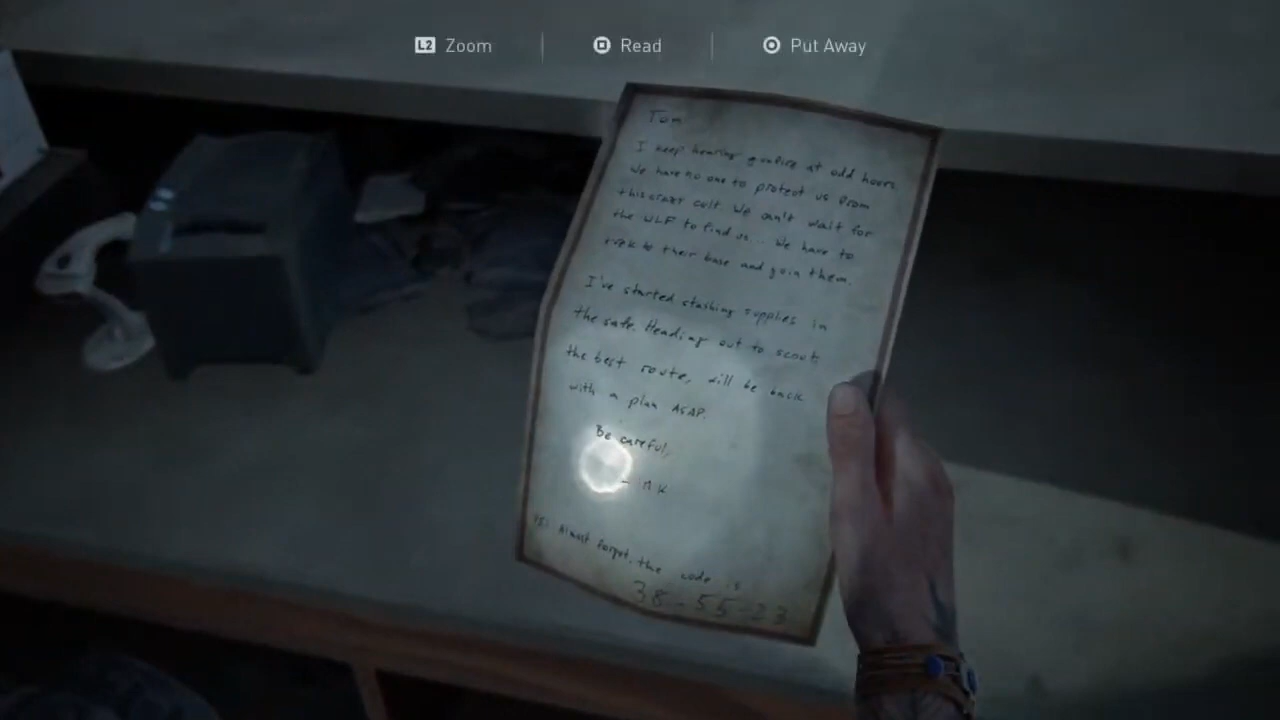 L2 Zoom
Read
Put Away
Tom
I keep hearing gunfire at odd hours
We have no one to protect us from
this crazy cult. We can't wait for
the WLF to find us... We have to
trek to their base and join them.
I've started stashing supplies in
the safe. Heading out to scout
the best route, will be back
with a plan ASAP.
Be careful,
- MK
Almost forgot, the code is
38-55-23